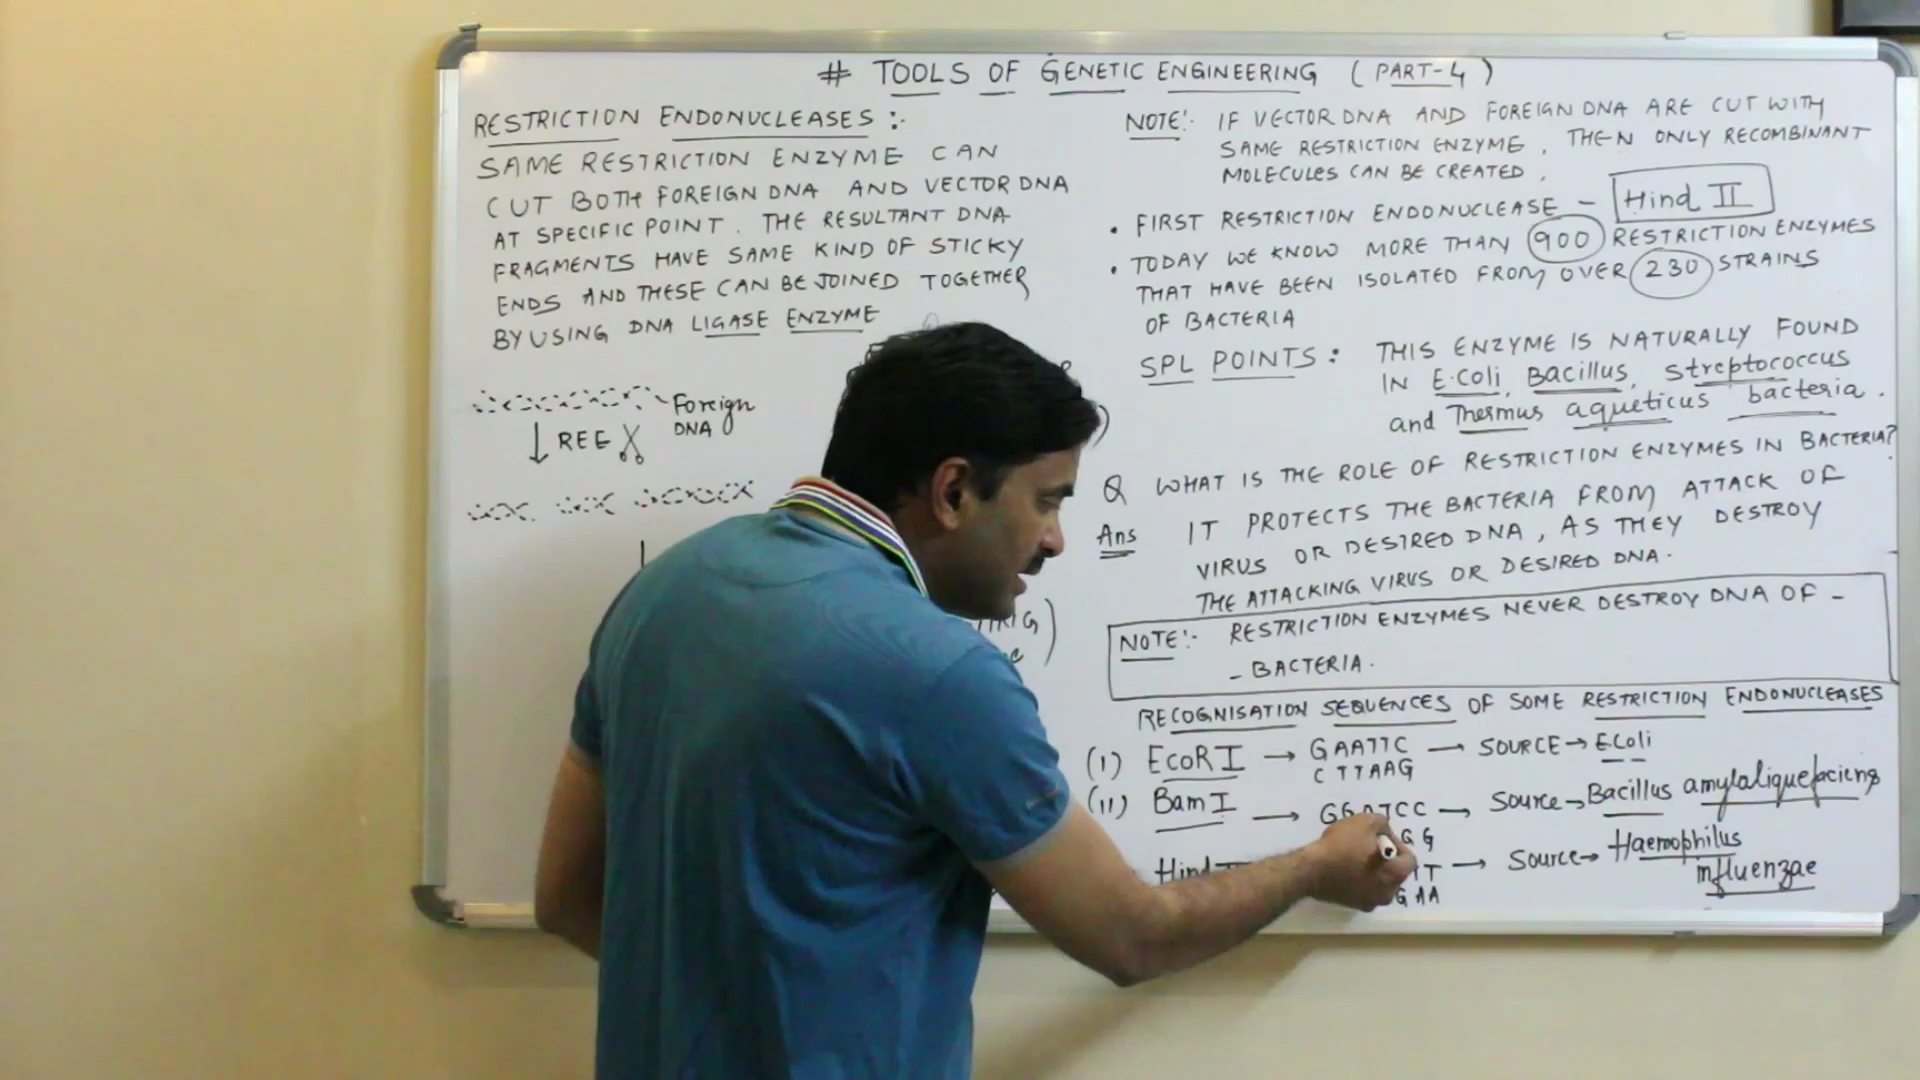 # TOOLS OF GENETIC ENGINEERING (PART-4)
RESTRICTION ENDONUCLEASES :-
SAME RESTRICTION ENZYME CAN
CUT BOTH FOREIGN DNA AND VECTOR DNA
AT SPECIFIC POINT. THE RESULTANT DNA
FRAGMENTS HAVE SAME KIND OF STICKY
ENDS AND THESE CAN BE JOINED TOGETHER
BY USING DNA LIGASE ENZYME
Foreign
DNA
REE
NOTE:- IF VECTOR DNA AND FOREIGN DNA ARE CUT WITH
SAME RESTRICTION ENZYME, THEN ONLY RECOMBINANT
MOLECULES CAN BE CREATED.
• FIRST RESTRICTION ENDONUCLEASE - Hind II
• TODAY WE KNOW MORE THAN 900 RESTRICTION ENZYMES
THAT HAVE BEEN ISOLATED FROM OVER 230 STRAINS
OF BACTERIA
SPL POINTS: THIS ENZYME IS NATURALLY FOUND
IN E.Coli, Bacillus, Streptococcus
and Thermus aqueticus bacteria.
Q WHAT IS THE ROLE OF RESTRICTION ENZYMES IN BACTERIA?
Ans IT PROTECTS THE BACTERIA FROM ATTACK OF
VIRUS OR DESIRED DNA, AS THEY DESTROY
THE ATTACKING VIRUS OR DESIRED DNA.
NOTE:- RESTRICTION ENZYMES NEVER DESTROY DNA OF -
- BACTERIA.
RECOGNISATION SEQUENCES OF SOME RESTRICTION ENDONUCLEASES
(I) EcoR I → GAATTC → SOURCE → E.Coli
CTTAAG
(II) Bam I → GGATCC → Source → Bacillus amylaliquefaciens
GG
Hind → Source → Haemophilus
influenzae
GAA